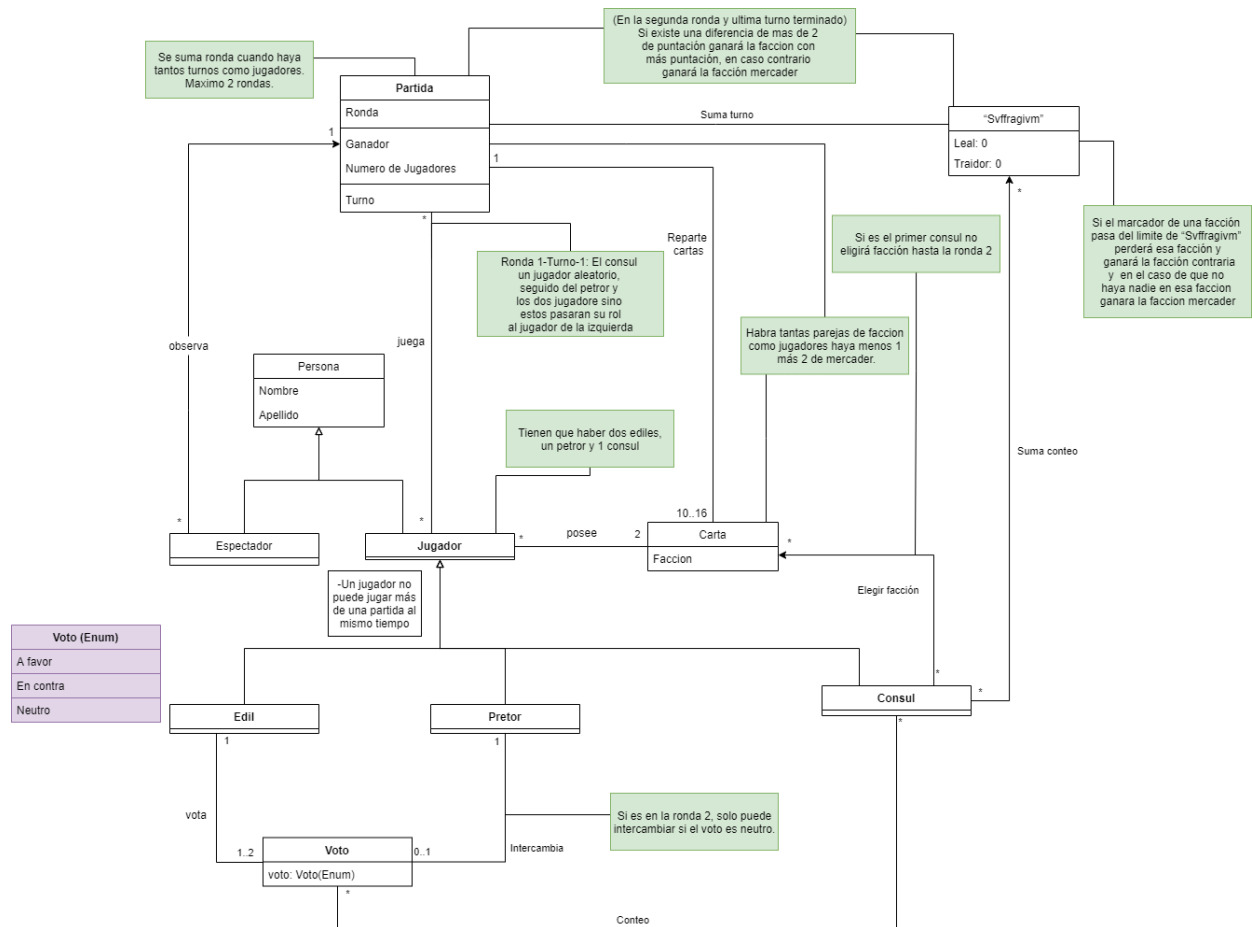 (En la segunda ronda y ultima turno terminado)
Si existe una diferencia de mas de 2
de puntación ganará la faccion con
más puntación, en caso contrario
ganará la facción mercader
Se suma ronda cuando haya
tantos turnos como jugadores.
Maximo 2 rondas.
Partida
Ronda
Ganador
Numero de Jugadores
Turno
1
1
*
Suma turno
“Svffragivm”
Leal: 0
Traidor: 0
*
Si el marcador de una facción
pasa del limite de “Svffragivm”
perderá esa facción y
ganará la facción contraria
y en el caso de que no
haya nadie en esa faccion
ganara la faccion mercader
Si es el primer consul no
eligirá facción hasta la ronda 2
Reparte
cartas
Ronda 1-Turno-1: El consul
un jugador aleatorio,
seguido del petror y
los dos jugadore sino
estos pasaran su rol
al jugador de la izquierda
Habra tantas parejas de faccion
como jugadores haya menos 1
más 2 de mercader.
observa
juega
Persona
Nombre
Apellido
Tienen que haber dos ediles,
un petror y 1 consul
Suma conteo
*
Espectador
*
Jugador
*
posee
2
10..16
Carta
Faccion
*
-Un jugador no
puede jugar más
de una partida al
mismo tiempo
Elegir facción
Voto (Enum)
A favor
En contra
Neutro
*
*
Edil
1
Pretor
1
Consul
*
vota
Si es en la ronda 2, solo puede
intercambiar si el voto es neutro.
Intercambia
1..2
0..1
Voto
voto: Voto(Enum)
*
Conteo